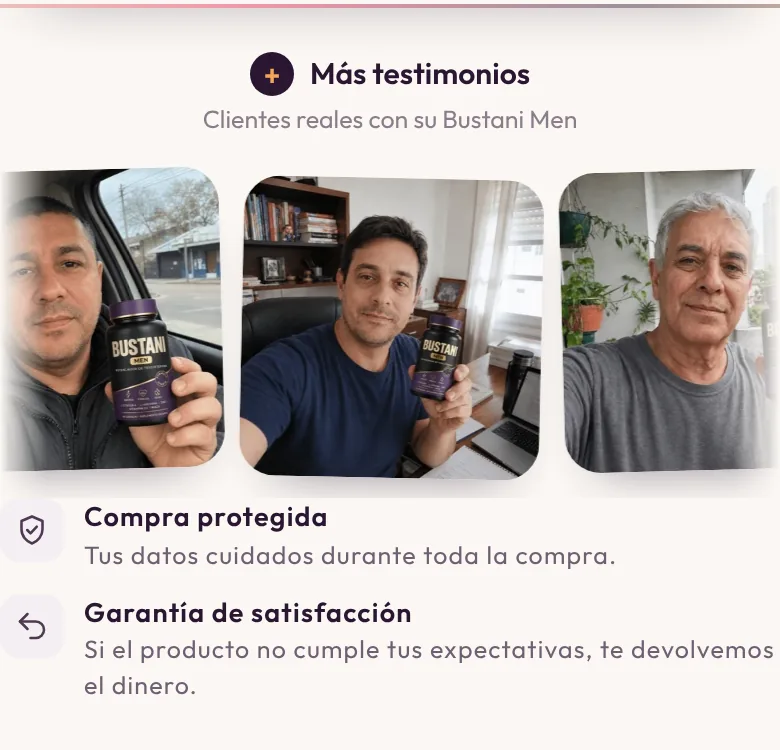 + Más testimonios
Clientes reales con su Bustani Men
BUSTANI
MEN
BUSTANI
MEN
Compra protegida
Tus datos cuidados durante toda la compra.
Garantía de satisfacción
Si el producto no cumple tus expectativas, te devolvemos
el dinero.